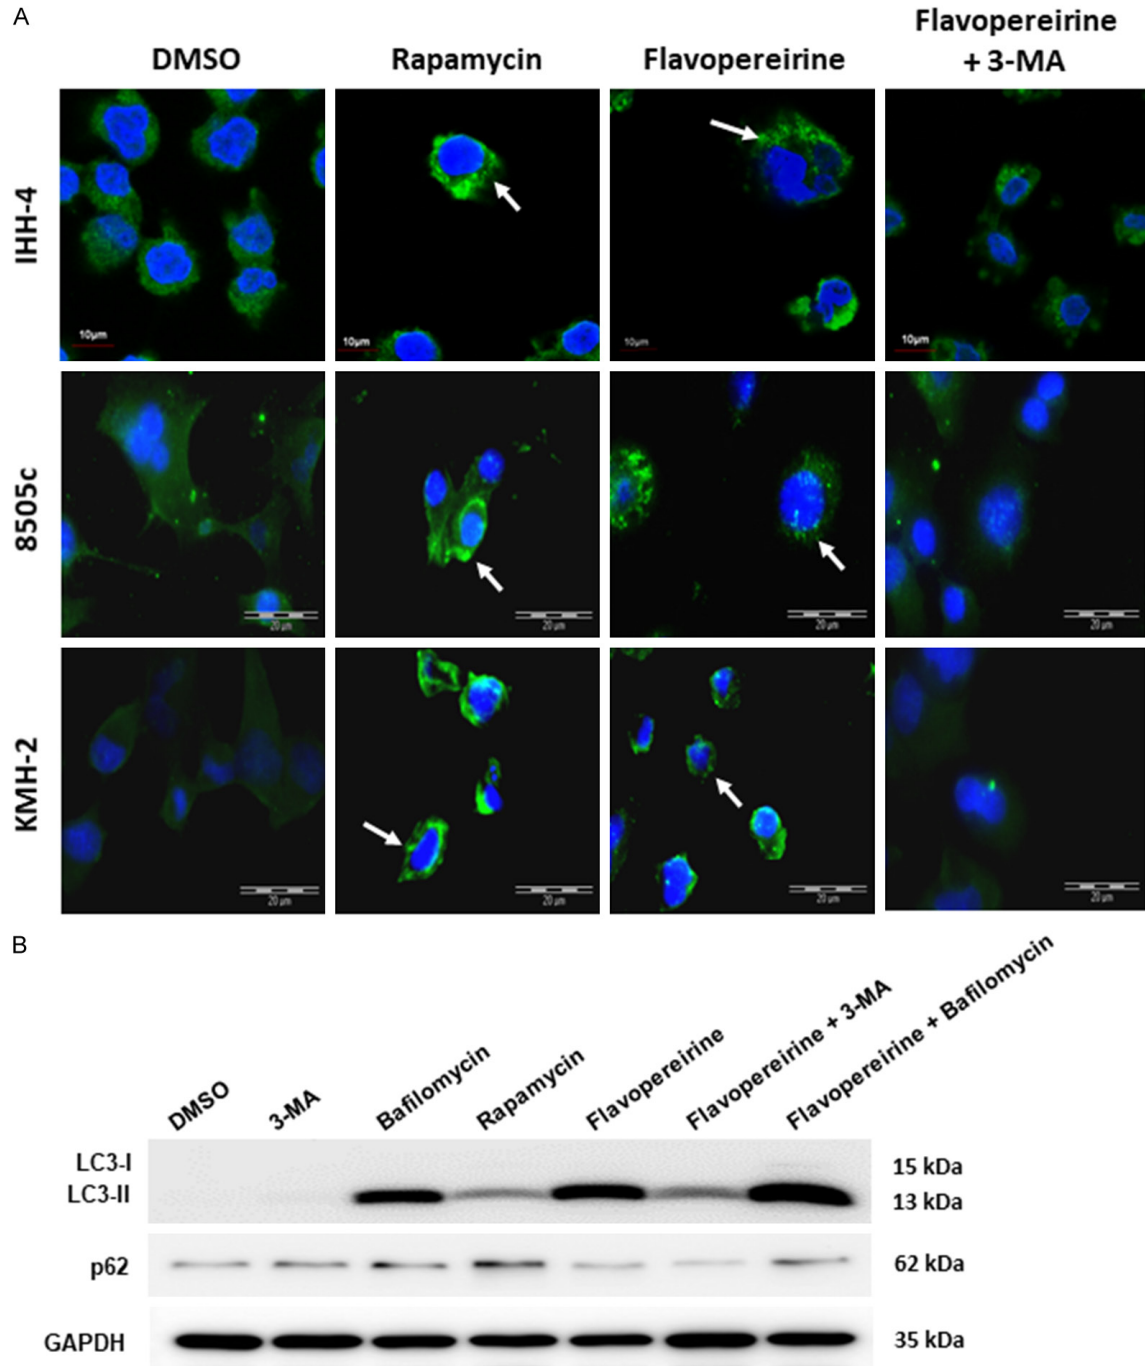 A
DMSO
Rapamycin
Flavopereirine
Flavopereirine
+ 3-MA
IHH-4
10µm
10µm
10µm
10µm
8505c
20 µm
20 µm
20 µm
20 µm
KMH-2
20 µm
20 µm
20 µm
20 µm
B
DMSO
3-MA
Bafilomycin
Rapamycin
Flavopereirine
Flavopereirine + 3-MA
Flavopereirine + Bafilomycin
LC3-I
15 kDa
LC3-II
13 kDa
p62
62 kDa
GAPDH
35 kDa